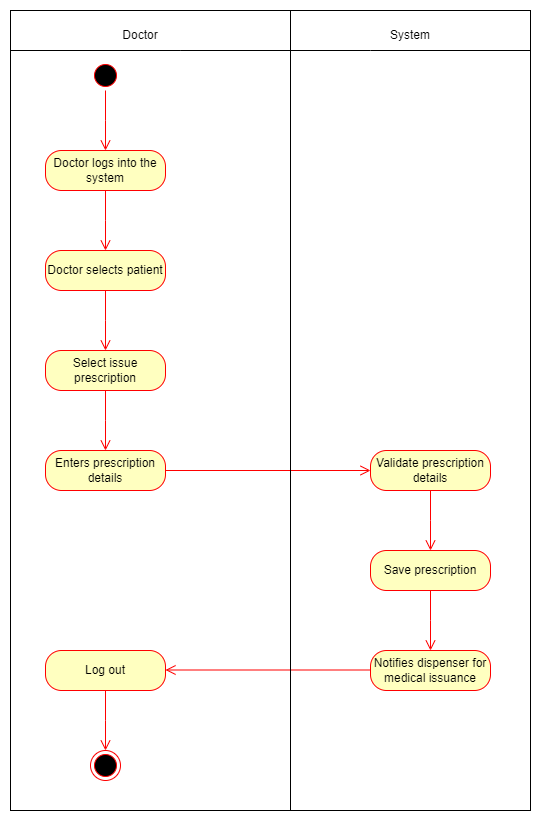 Doctor
System
Doctor logs into the
system
Doctor selects patient
Select issue
prescription
Enters prescription
details
Validate prescription
details
Save prescription
Notifies dispenser for
medical issuance
Log out